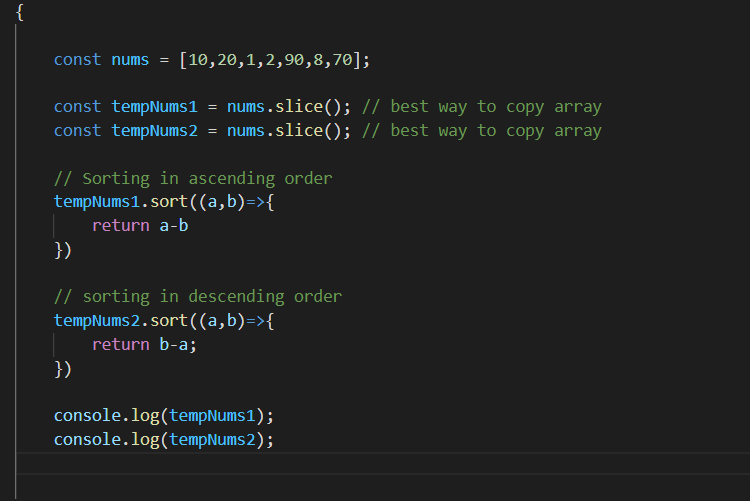 {
const nums = [10,20,1,2,90,8,70];
const tempNums1 = nums.slice(); // best way to copy array
const tempNums2 = nums.slice(); // best way to copy array
// Sorting in ascending order
tempNums1.sort((a,b)=>{
return a-b
})
// sorting in descending order
tempNums2.sort((a,b)=>{
return b-a;
})
console.log(tempNums1);
console.log(tempNums2);